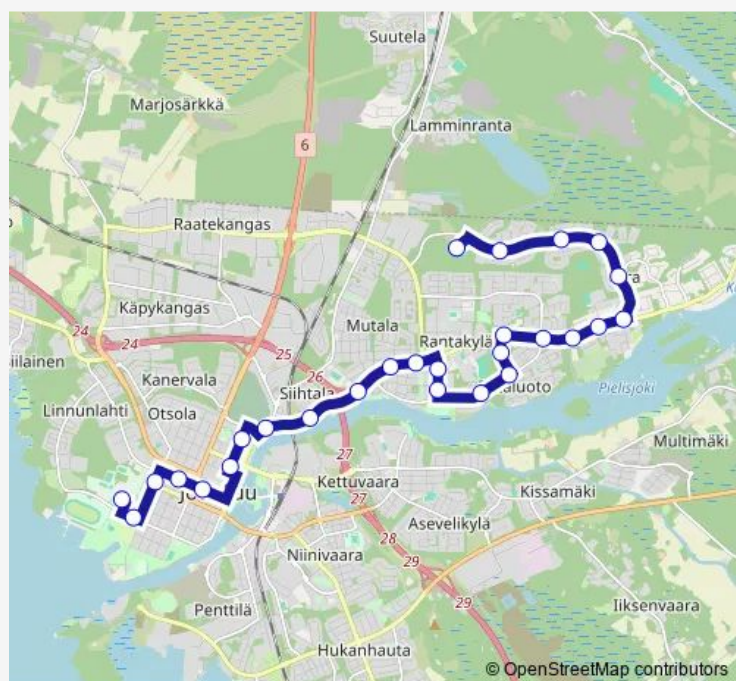 Suutela
Marjosärkkä
Lamminranta
6
Raatekangas
Käpykangas
24
24
25
Mutala
Rantakylä
26
Kanervala
Siihtala
Linnunlahti
Otsola
Pielisjoki
27
Multimäki
Kettuvaara
27
Kissamäki
Asevelikylä
28
Niinivaara
29
29
Penttilä
Iiksenvaara
Hukanhauta
© OpenStreetMap contributors